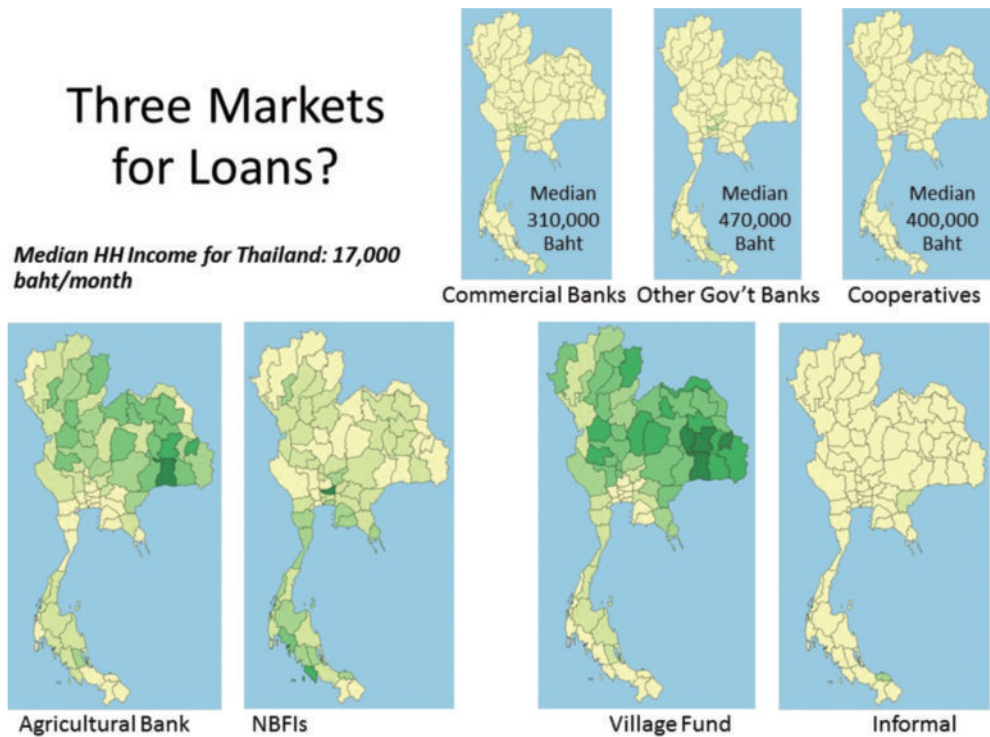 Three Markets
for Loans?
Median HH Income for Thailand: 17,000
baht/month
Median
310,000
Baht
Commercial Banks
Median
470,000
Baht
Other Gov't Banks
Median
400,000
Baht
Cooperatives
Agricultural Bank
NBFIs
Village Fund
Informal